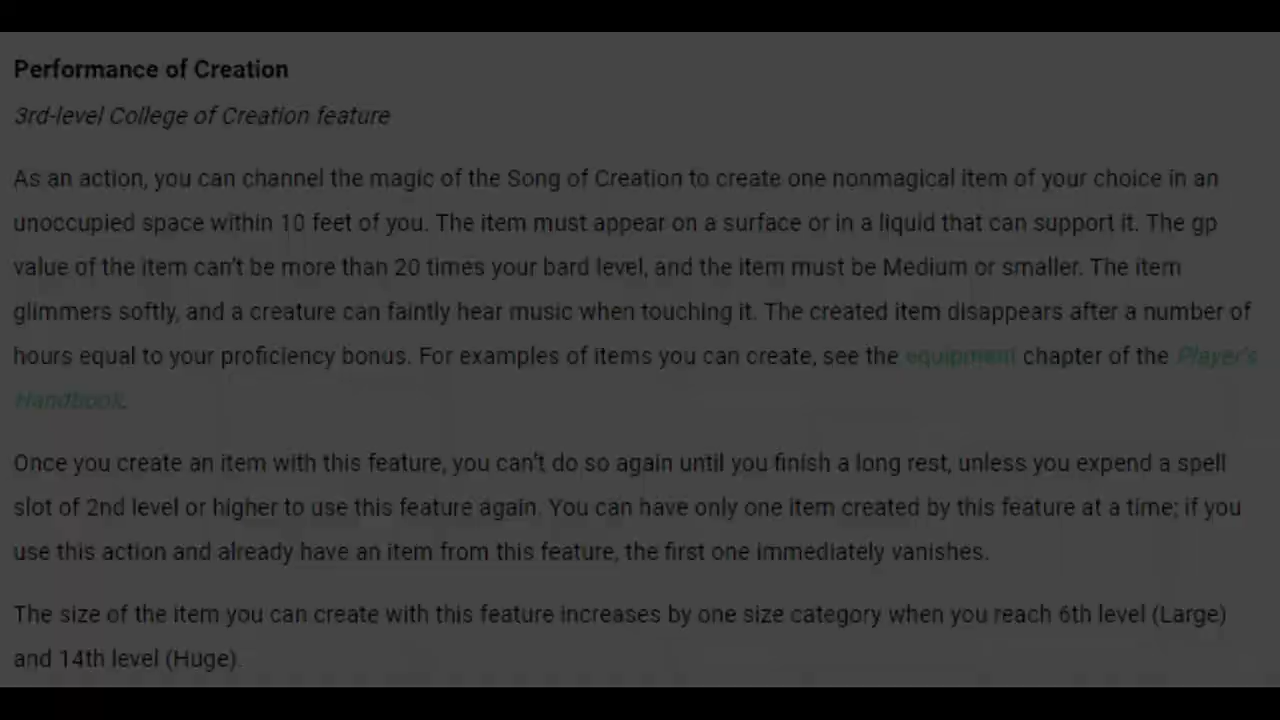 Performance of Creation
3rd-level College of Creation feature
As an action, you can channel the magic of the Song of Creation to create one nonmagical item of your choice in an
unoccupied space within 10 feet of you. The item must appear on a surface or in a liquid that can support it. The gp
value of the item can't be more than 20 times your bard level, and the item must be Medium or smaller. The item
glimmers softly, and a creature can faintly hear music when touching it. The created item disappears after a number of
hours equal to your proficiency bonus. For examples of items you can create, see the equipment chapter of the Player's
Handbook.
Once you create an item with this feature, you can't do so again until you finish a long rest, unless you expend a spell
slot of 2nd level or higher to use this feature again. You can have only one item created by this feature at a time; if you
use this action and already have an item from this feature, the first one immediately vanishes.
The size of the item you can create with this feature increases by one size category when you reach 6th level (Large)
and 14th level (Huge).